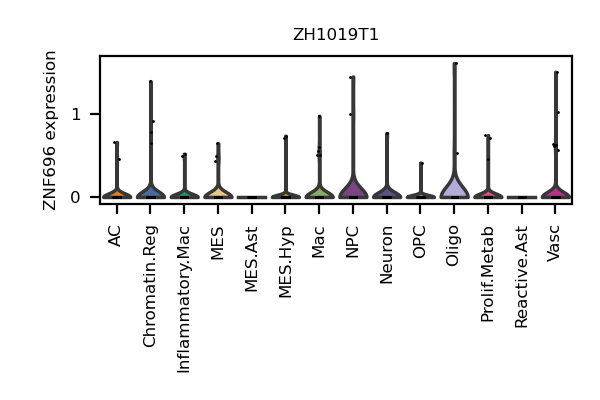 ZH1019T1
ZNF696 expression
1
0
AC
Chromatin.Reg
Inflammatory.Mac
MES
MES.Ast
MES.Hyp
Mac
NPC
Neuron
OPC
Oligo
Prolif.Metab
Reactive.Ast
Vasc